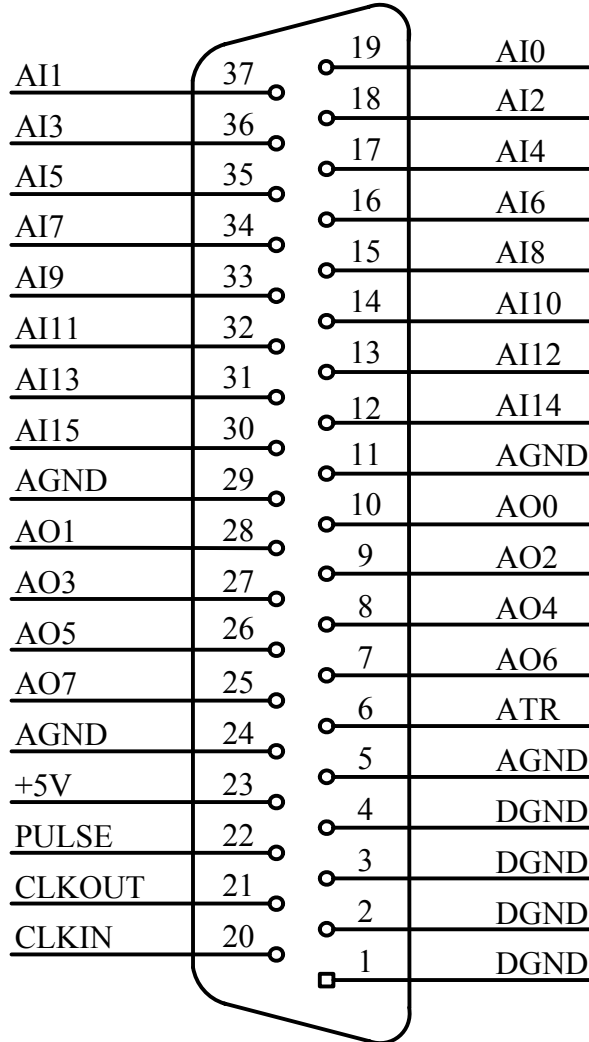 19 AI0
AI1 37
18 AI2
AI3 36
17 AI4
AI5 35
16 AI6
AI7 34
15 AI8
AI9 33
14 AI10
AI11 32
13 AI12
AI13 31
12 AI14
AI15 30
11 AGND
AGND 29
10 AO0
AO1 28
9 AO2
AO3 27
8 AO4
AO5 26
7 AO6
AO7 25
6 ATR
AGND 24
5 AGND
+5V 23
4 DGND
PULSE 22
3 DGND
CLKOUT 21
2 DGND
CLKIN 20
1 DGND